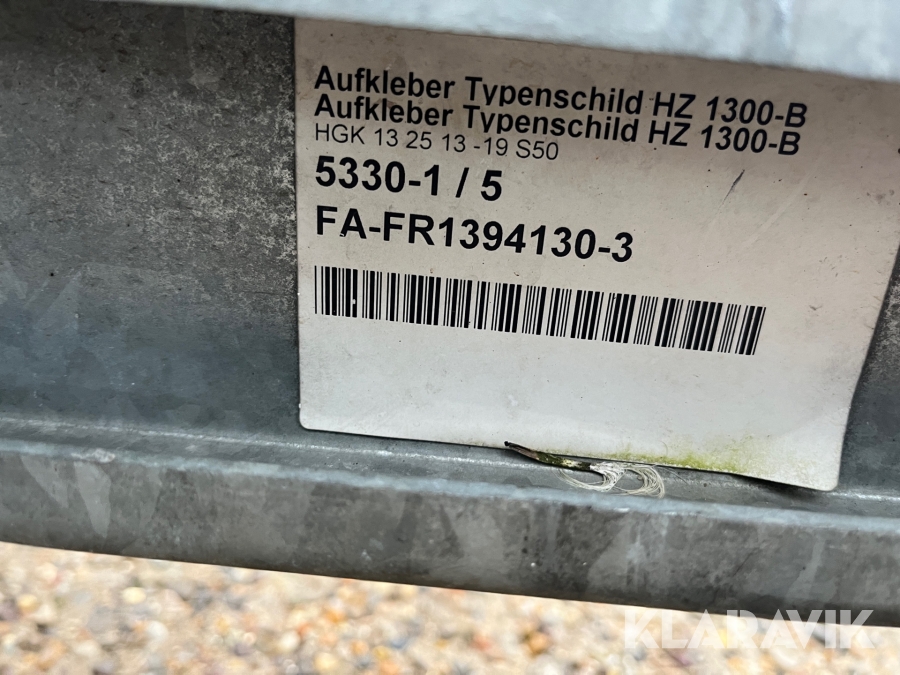 Aufkleber Typenschild HZ 1300-B
Aufkleber Typenschild HZ 1300-B
HGK 13 25 13 -19 S50
5330-1 / 5
FA-FR1394130-3
KLARAVIK